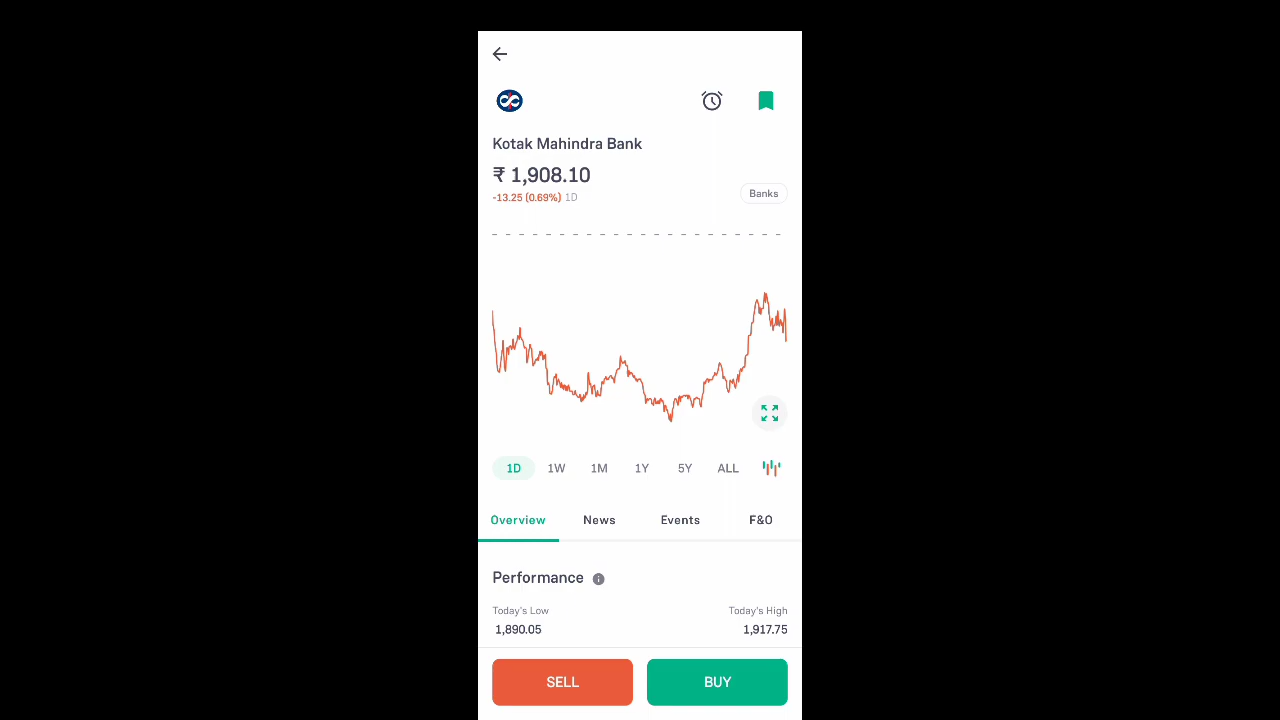 Kotak Mahindra Bank
₹ 1,908.10
-13.25 (0.69%) 1D
Banks
1D 1W 1M 1Y 5Y ALL
Overview News Events F&O
Performance
Today's Low Today's High
1,890.05 1,917.75
SELL BUY